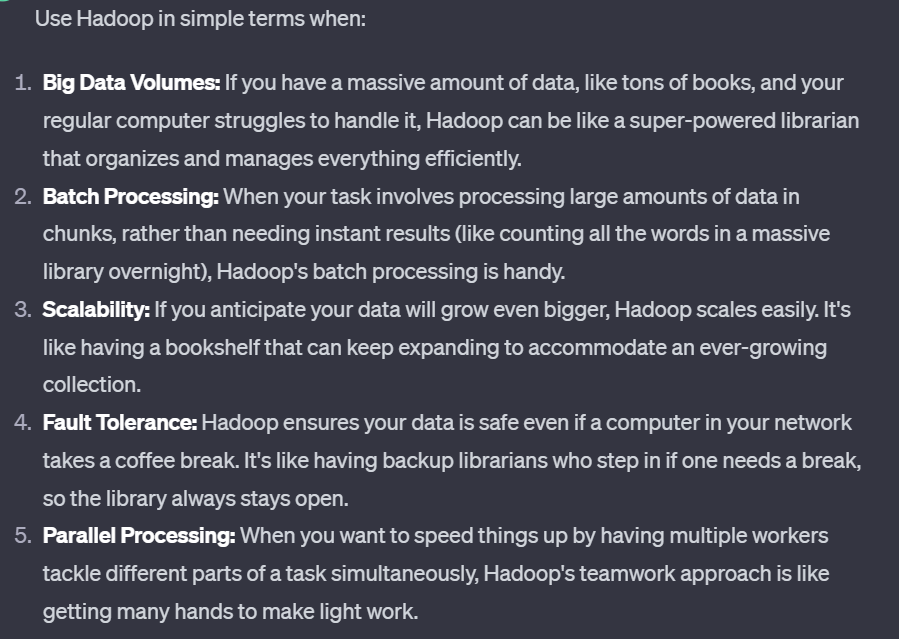 Use Hadoop in simple terms when:
1. Big Data Volumes: If you have a massive amount of data, like tons of books, and your
regular computer struggles to handle it, Hadoop can be like a super-powered librarian
that organizes and manages everything efficiently.
2. Batch Processing: When your task involves processing large amounts of data in
chunks, rather than needing instant results (like counting all the words in a massive
library overnight), Hadoop's batch processing is handy.
3. Scalability: If you anticipate your data will grow even bigger, Hadoop scales easily. It's
like having a bookshelf that can keep expanding to accommodate an ever-growing
collection.
4. Fault Tolerance: Hadoop ensures your data is safe even if a computer in your network
takes a coffee break. It's like having backup librarians who step in if one needs a break,
so the library always stays open.
5. Parallel Processing: When you want to speed things up by having multiple workers
tackle different parts of a task simultaneously, Hadoop's teamwork approach is like
getting many hands to make light work.